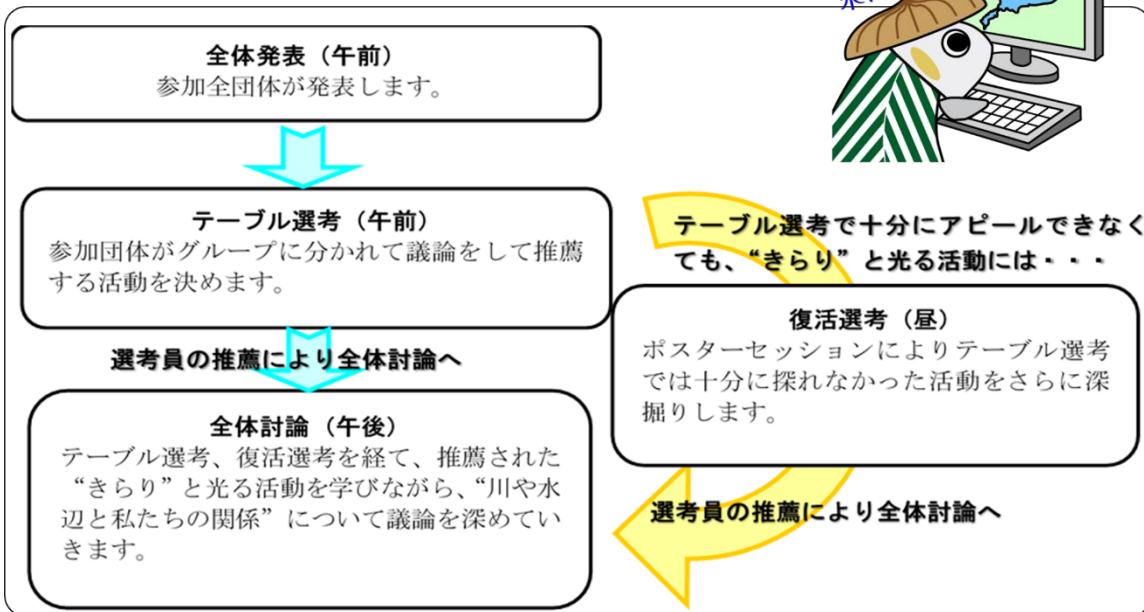 全体発表（午前）
参加全団体が発表します。
テーブル選考（午前）
参加団体がグループに分かれて議論をして推薦
する活動を決めます。
テーブル選考で十分にアピールできなく
ても、“きらり”と光る活動には・・・
復活選考（昼）
ポスターセッションによりテーブル選考
では十分に探れなかった活動をさらに深
掘りします。
選考員の推薦により全体討論へ
選考員の推薦により全体討論へ
全体討論（午後）
テーブル選考、復活選考を経て、推薦された
“きらり”と光る活動を学びながら、“川や水
辺と私たちの関係”について議論を深めてい
きます。